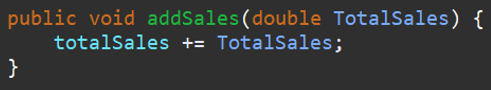 public void addSales(double TotalSales) {
    totalSales += TotalSales;
}